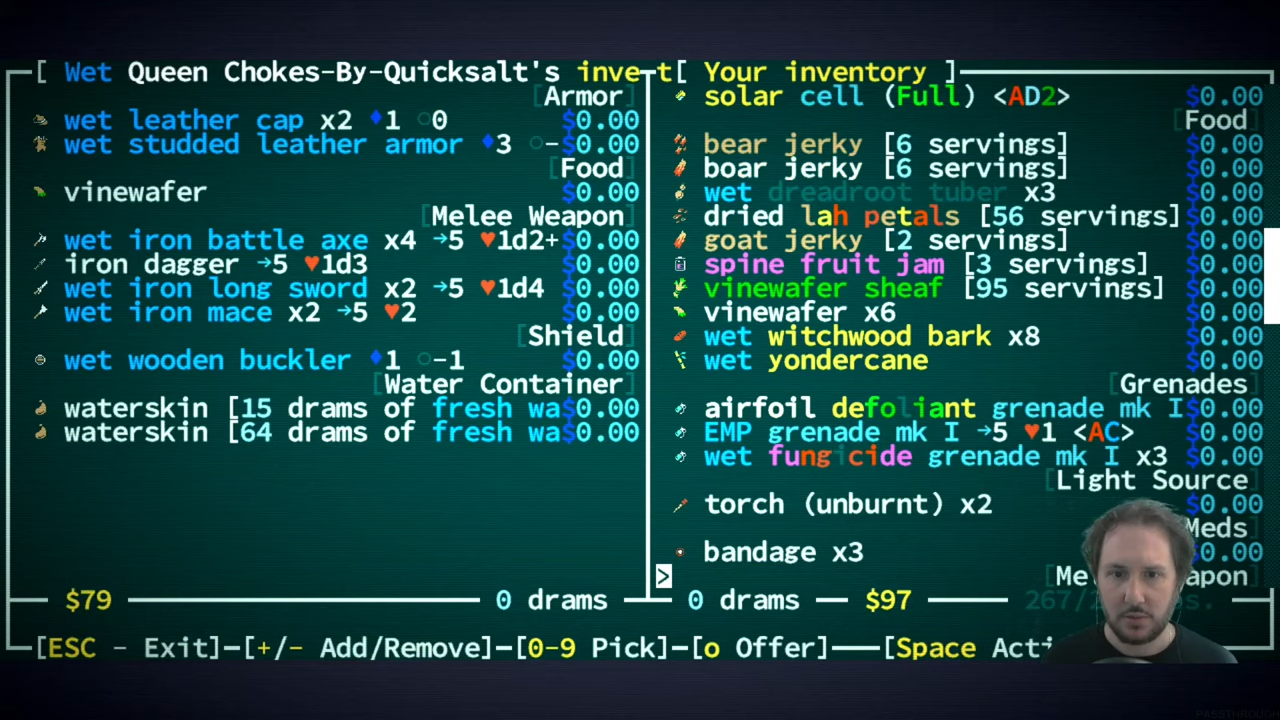 [ Wet Queen Chokes-By-Quicksalt's inve
[Armor]
wet leather cap x2 ♦1 ○0 $0.00
wet studded leather armor ♦3 ○- $0.00
[Food]
vinewafer $0.00
[Melee Weapon]
wet iron battle axe x4 →5 ♥1d2+ $0.00
iron dagger →5 ♥1d3 $0.00
wet iron long sword x2 →5 ♥1d4 $0.00
wet iron mace x2 →5 ♥2 $0.00
[Shield]
wet wooden buckler ♦1 ○-1 $0.00
[Water Container]
waterskin [15 drams of fresh wa$0.00
waterskin [64 drams of fresh wa$0.00
$79 0 drams
t[ Your inventory ]
solar cell (Full) <AD2> $0.00
[Food]
bear jerky [6 servings] $0.00
boar jerky [6 servings] $0.00
wet dreadroot tuber x3 $0.00
dried lah petals [56 servings] $0.00
goat jerky [2 servings] $0.00
spine fruit jam [3 servings] $0.00
vinewafer sheaf [95 servings] $0.00
vinewafer x6 $0.00
wet witchwood bark x8 $0.00
wet yondercane $0.00
[Grenades]
airfoil defoliant grenade mk I $0.00
EMP grenade mk I →5 ♥1 <AC> $0.00
wet fungicide grenade mk I x3 $0.00
[Light Source]
torch (unburnt) x2 $0.00
Meds]
bandage x3 0.00
[Me apon]
>
0 drams $97 267/2 s.
[ESC - Exit]-[+/- Add/Remove]-[0-9 Pick]-[o Offer] [Space Acti